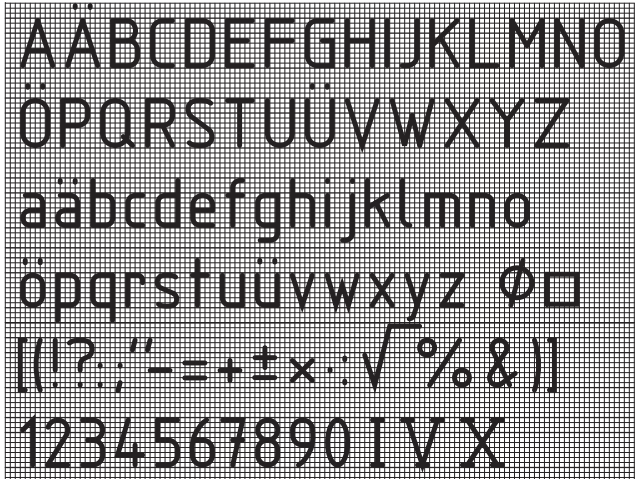 AÄBCDEFGHIJKLMNO
ÖPQRSTUÜVWXYZ
aäbcdefghijklmno
öpqrstuüvwxyz ⌀□
[(!?:;"-=+±×·:√%&)]
1234567890 I V X